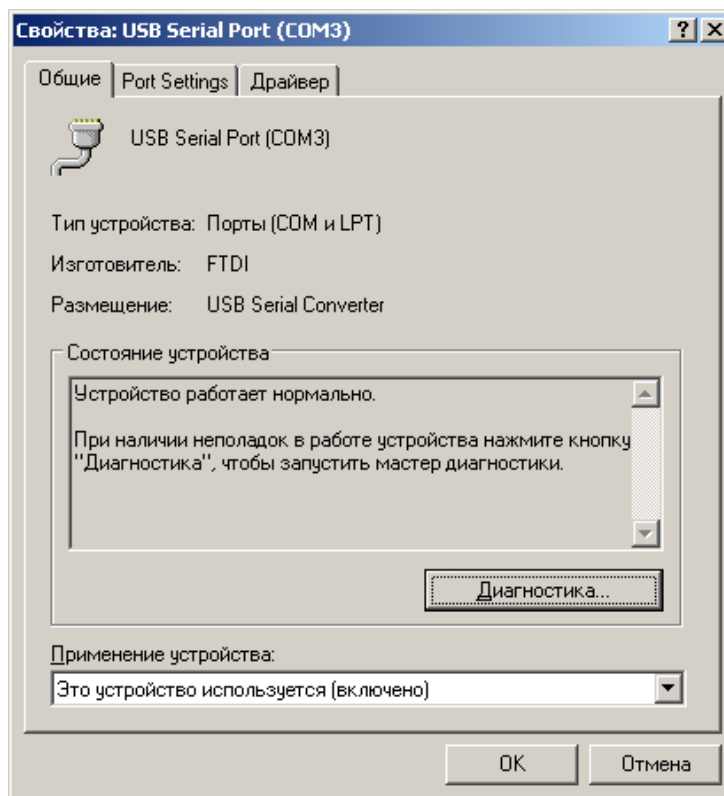 Свойства: USB Serial Port (COM3)
Общие Port Settings Драйвер
USB Serial Port (COM3)
Тип устройства: Порты (COM и LPT)
Изготовитель: FTDI
Размещение: USB Serial Converter
Состояние устройства
Устройство работает нормально.
При наличии неполадок в работе устройства нажмите кнопку
"Диагностика", чтобы запустить мастер диагностики.
Диагностика...
Применение устройства:
Это устройство используется (включено)
OK Отмена